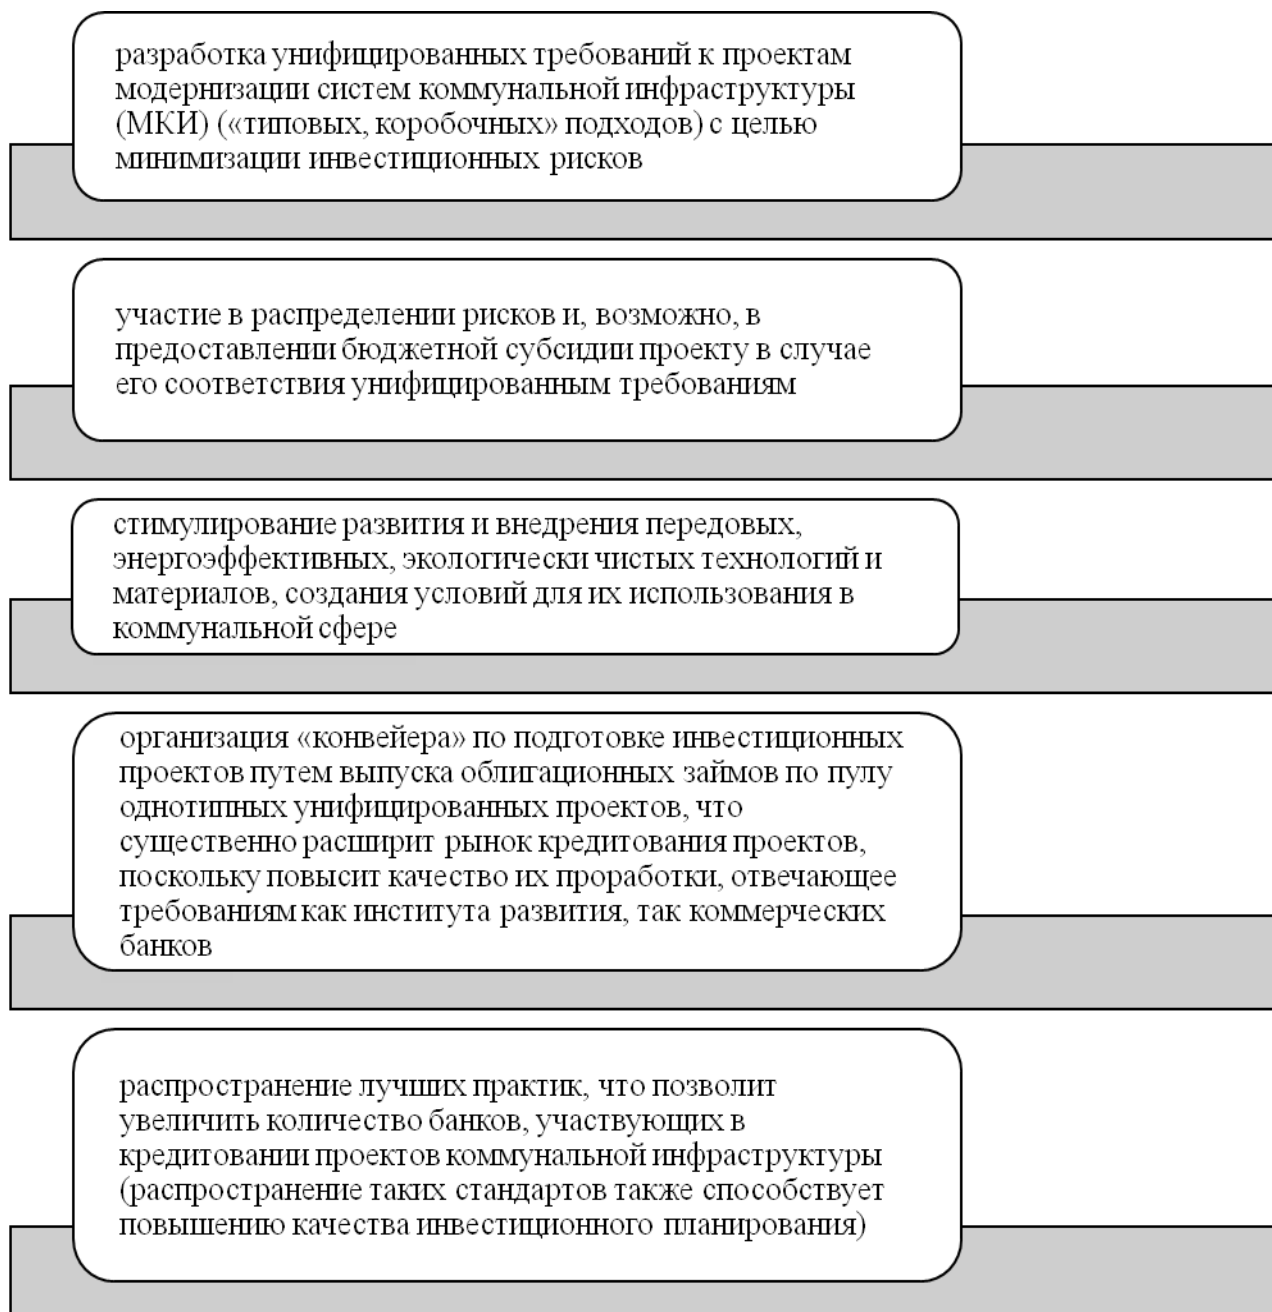 разработка унифицированных требований к проектам
модернизации систем коммунальной инфраструктуры
(МКИ) («типовых, коробочных» подходов) с целью
минимизации инвестиционных рисков
участие в распределении рисков и, возможно, в
предоставлении бюджетной субсидии проекту в случае
его соответствия унифицированным требованиям
стимулирование развития и внедрения передовых,
энергоэффективных, экологически чистых технологий и
материалов, создания условий для их использования в
коммунальной сфере
организация «конвейера» по подготовке инвестиционных
проектов путем выпуска облигационных займов по пулу
однотипных унифицированных проектов, что
существенно расширит рынок кредитования проектов,
поскольку повысит качество их проработки, отвечающее
требованиям как института развития, так коммерческих
банков
распространение лучших практик, что позволит
увеличить количество банков, участвующих в
кредитовании проектов коммунальной инфраструктуры
(распространение таких стандартов также способствует
повышению качества инвестиционного планирования)